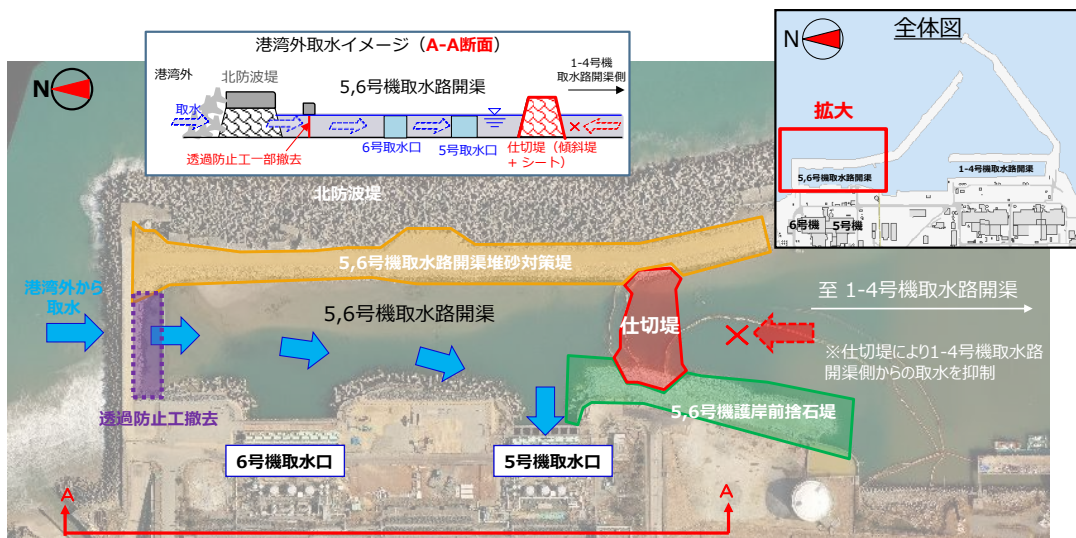 港湾外取水イメージ（A-A断面）
港湾外
北防波堤
5,6号機取水路開渠
1-4号機
取水路開渠側
取水
6号取水口
5号取水口
透過防止工一部撤去
仕切堤（傾斜堤
＋シート）
N
全体図
N
拡大
5,6号機取水路開渠
1-4号機取水路開渠
6号機
5号機
北防波堤
5,6号機取水路開渠堆砂対策堤
港湾外から
取水
5,6号機取水路開渠
仕切堤
至 1-4号機取水路開渠
※仕切堤により1-4号機取水路
開渠側からの取水を抑制
透過防止工撤去
5,6号機護岸前捨石堤
6号機取水口
5号機取水口
A
A